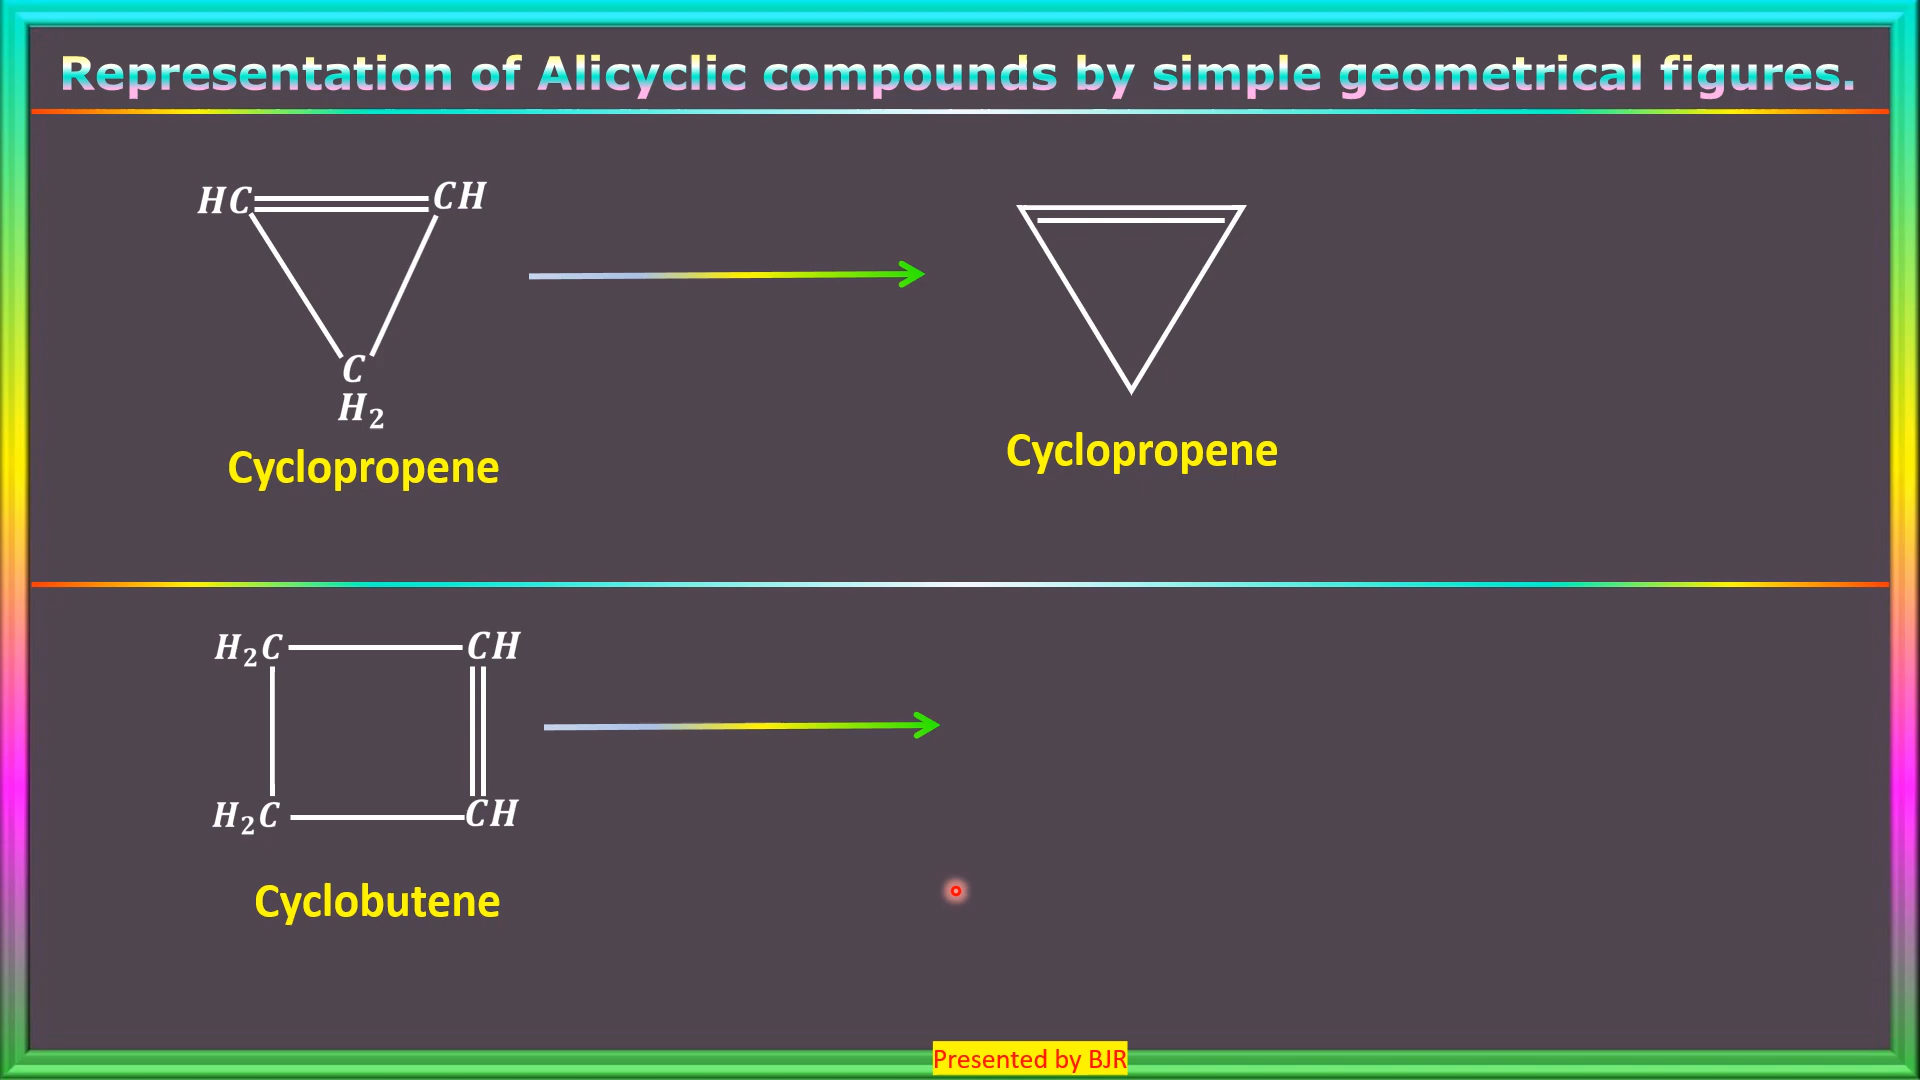 Representation of Alicyclic compounds by simple geometrical figures.
HC CH
C
H₂
Cyclopropene
Cyclopropene
H₂C CH
H₂C CH
Cyclobutene
Presented by BJR